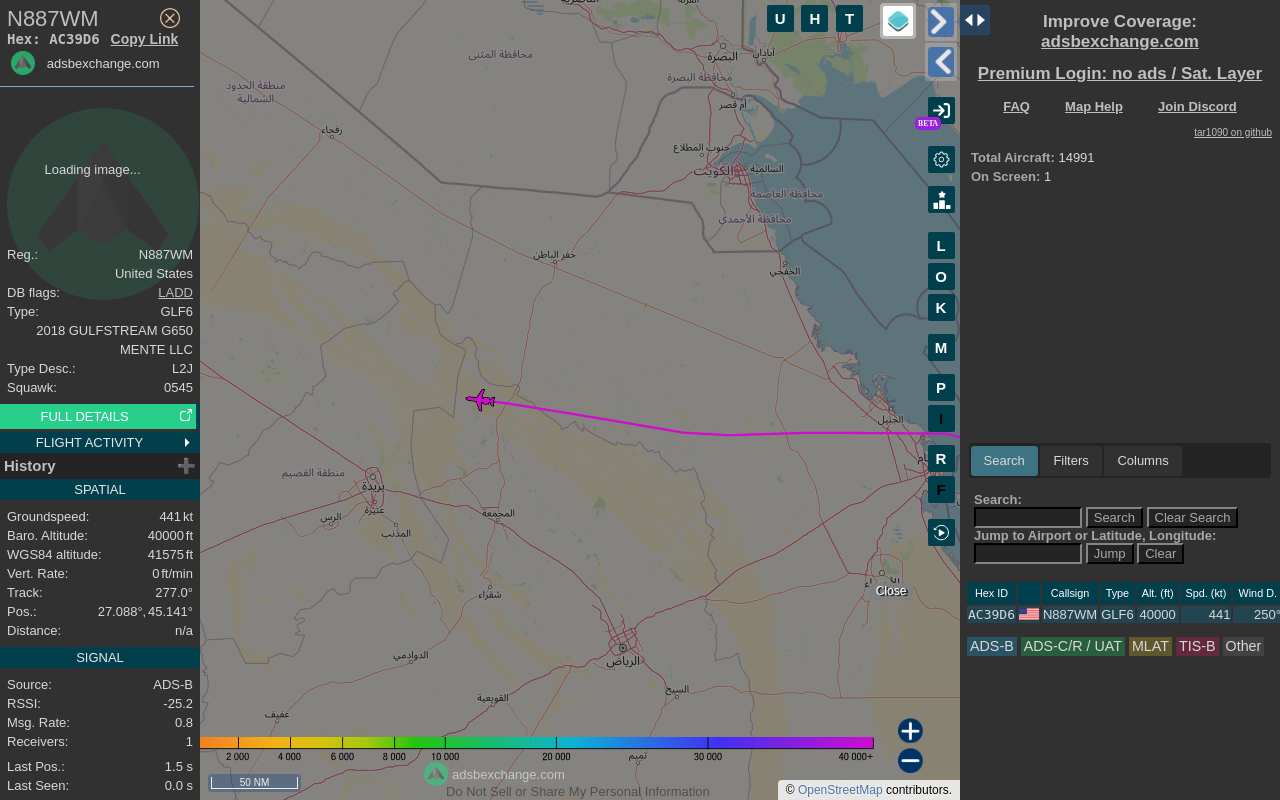 N887WM
Hex: AC39D6 Copy Link
adsbexchange.com
Loading image...
Reg.: N887WM
United States
DB flags: LADD
Type: GLF6
2018 GULFSTREAM G650
MENTE LLC
Type Desc.: L2J
Squawk: 0545
FULL DETAILS
FLIGHT ACTIVITY
History
SPATIAL
Groundspeed: 441 kt
Baro. Altitude: 40000 ft
WGS84 altitude: 41575 ft
Vert. Rate: 0 ft/min
Track: 277.0°
Pos.: 27.088°, 45.141°
Distance: n/a
SIGNAL
Source: ADS-B
RSSI: -25.2
Msg. Rate: 0.8
Receivers: 1
Last Pos.: 1.5 s
Last Seen: 0.0 s
U H T
محافظة المثنى
البصرة
آبادان
محافظة البصرة
أم قصر
منطقة الحدود
الشمالية
رفحاء
جنوب المطلاع
الكويت
السالمية
محافظة العاصمة
محافظة الأحمدي
حفر الباطن
الخفجي
الجبيل
منطقة القصيم
بريدة
عنيزة
الرس
المذنب
المجمعة
شقراء
الدوادمي
الرياض
السيح
القويعية
عفيف
تميم
BETA
L
O
K
M
P
I
R
F
Close
2 000 4 000 6 000 8 000 10 000 20 000 30 000 40 000+
50 NM
adsbexchange.com
Do Not Sell or Share My Personal Information
© OpenStreetMap contributors.
Improve Coverage:
adsbexchange.com
Premium Login: no ads / Sat. Layer
FAQ Map Help Join Discord
tar1090 on github
Total Aircraft: 14991
On Screen: 1
Search Filters Columns
Search:
Search Clear Search
Jump to Airport or Latitude, Longitude:
Jump Clear
Hex ID Callsign Type Alt. (ft) Spd. (kt) Wind D.
AC39D6 N887WM GLF6 40000 441 250°
ADS-B ADS-C/R / UAT MLAT TIS-B Other